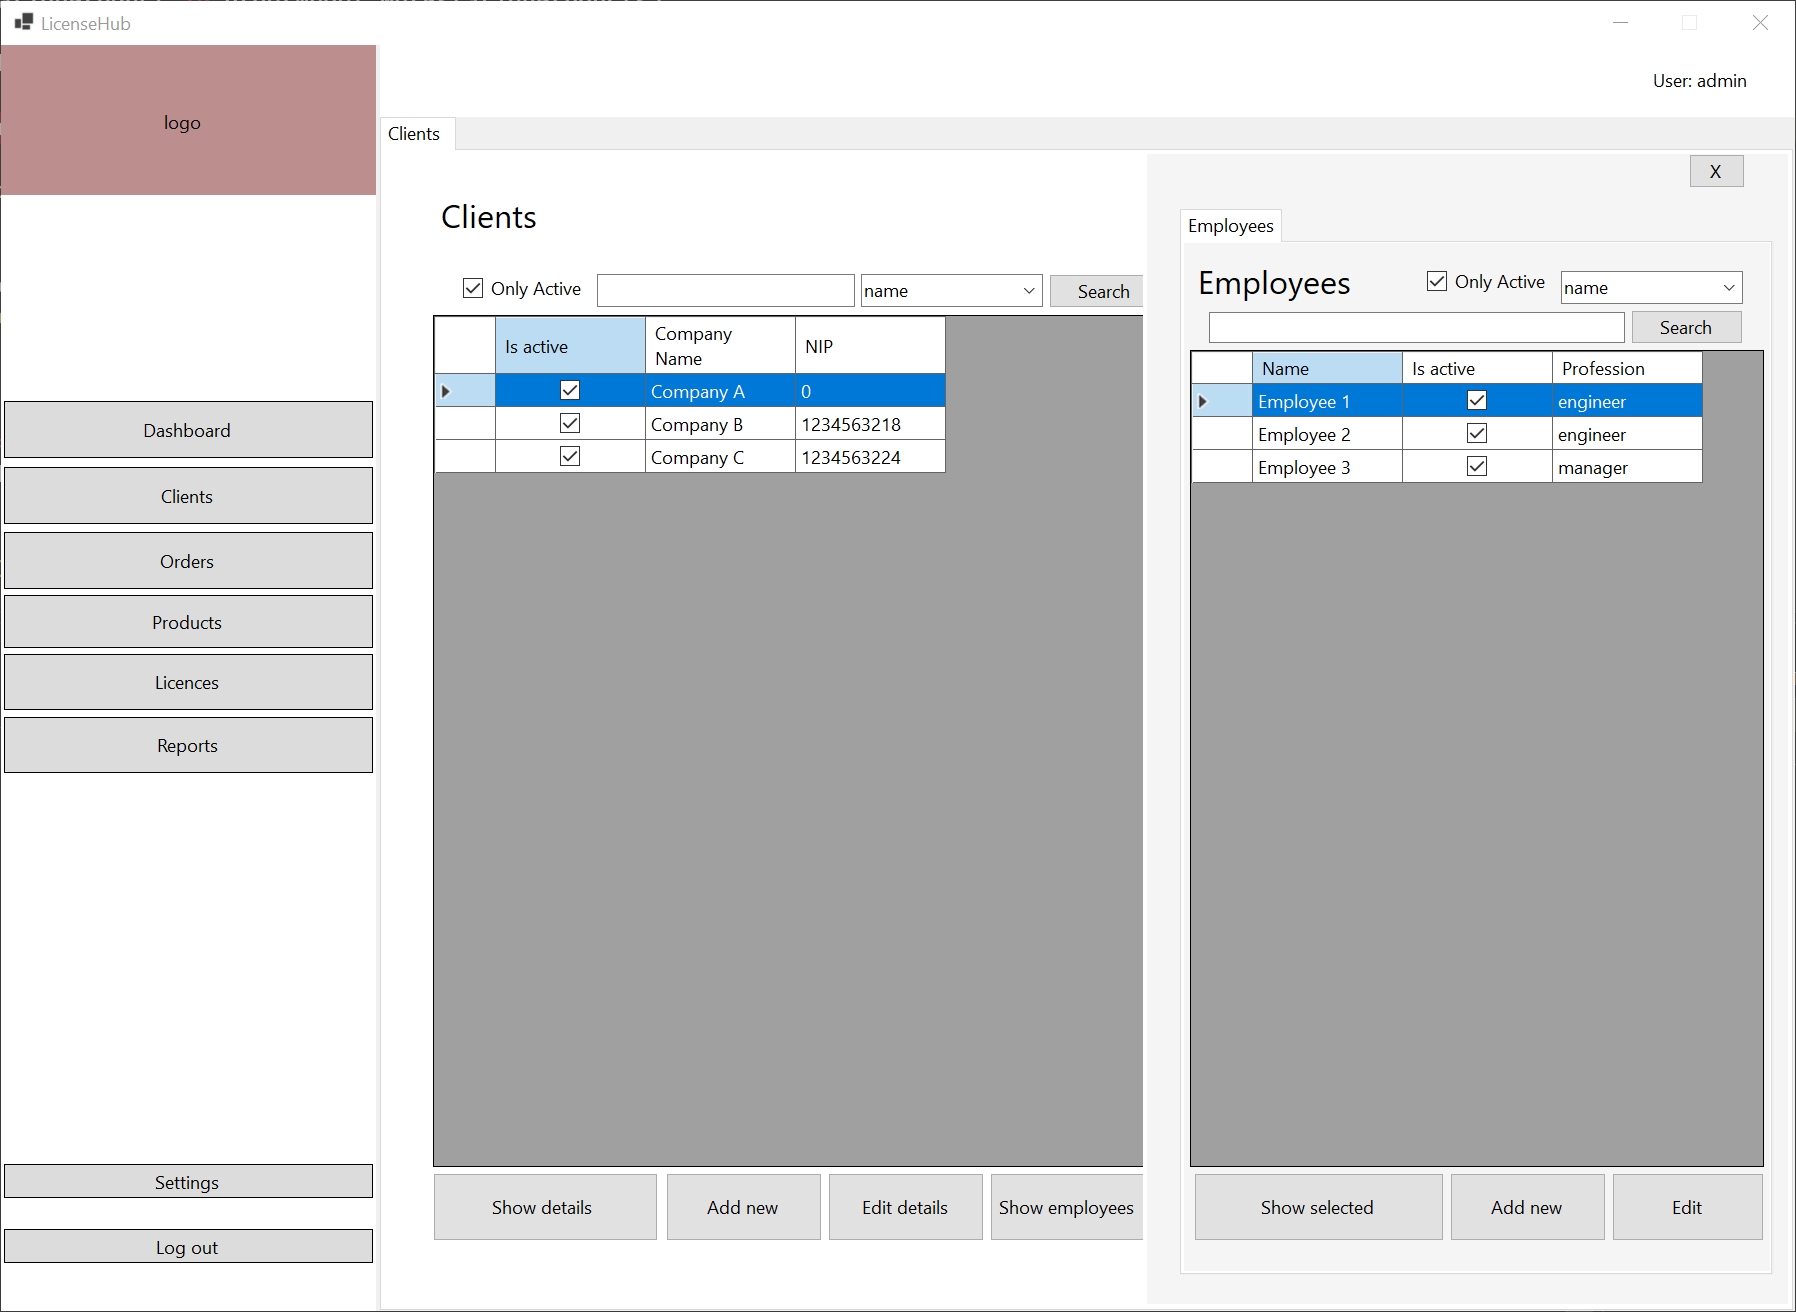 LicenseHub
logo
User: admin
Clients
X
Clients
Employees
Only Active
name
Search
Employees
Only Active
name
Search
Is active
Company
Name
NIP
Company A
0
Company B
1234563218
Company C
1234563224
Name
Is active
Profession
Employee 1
engineer
Employee 2
engineer
Employee 3
manager
Dashboard
Clients
Orders
Products
Licences
Reports
Settings
Log out
Show details
Add new
Edit details
Show employees
Show selected
Add new
Edit